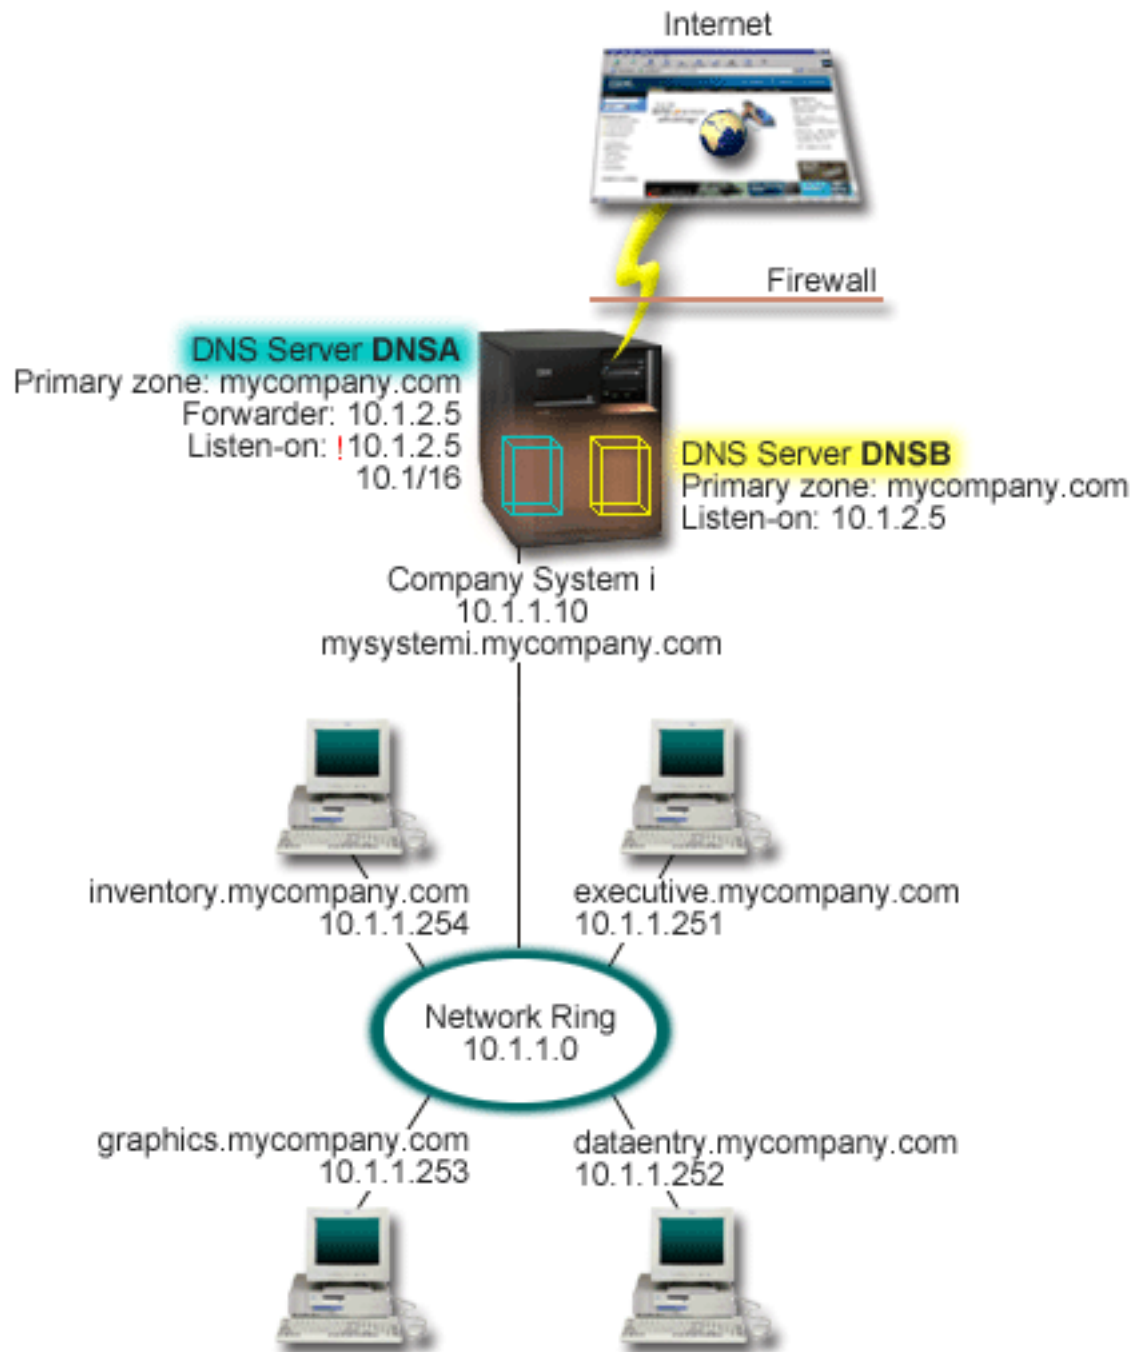 Internet
Firewall
DNS Server DNSA
Primary zone: mycompany.com
Forwarder: 10.1.2.5
Listen-on: !10.1.2.5
10.1/16
DNS Server DNSB
Primary zone: mycompany.com
Listen-on: 10.1.2.5
Company System i
10.1.1.10
mysystemi.mycompany.com
inventory.mycompany.com
10.1.1.254
executive.mycompany.com
10.1.1.251
Network Ring
10.1.1.0
graphics.mycompany.com
10.1.1.253
dataentry.mycompany.com
10.1.1.252